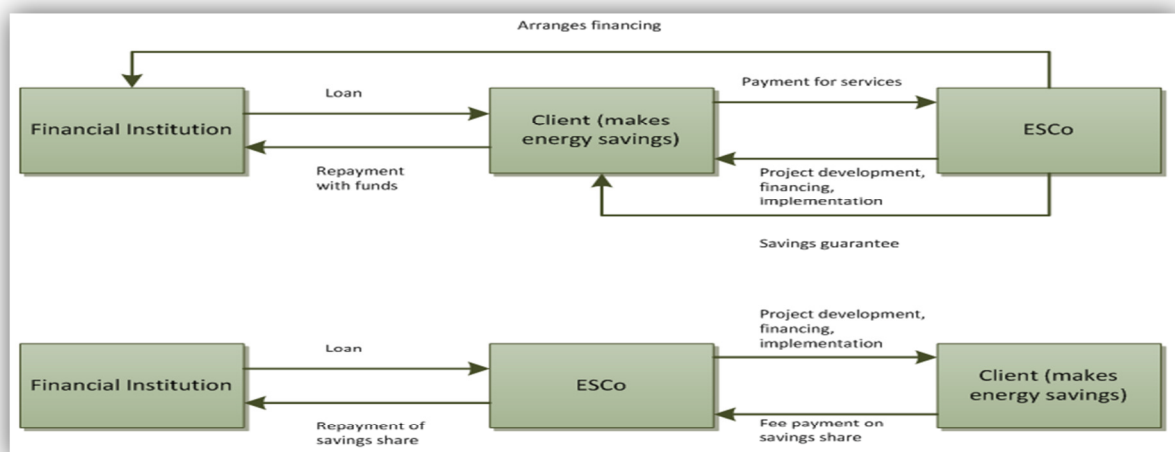 Arranges financing
Loan
Payment for services
Financial Institution
Client (makes
energy savings)
ESCo
Repayment
with funds
Project development,
financing,
implementation
Savings guarantee
Project development,
financing,
implementation
Loan
Financial Institution
ESCo
Client (makes
energy savings)
Repayment of
savings share
Fee payment on
savings share